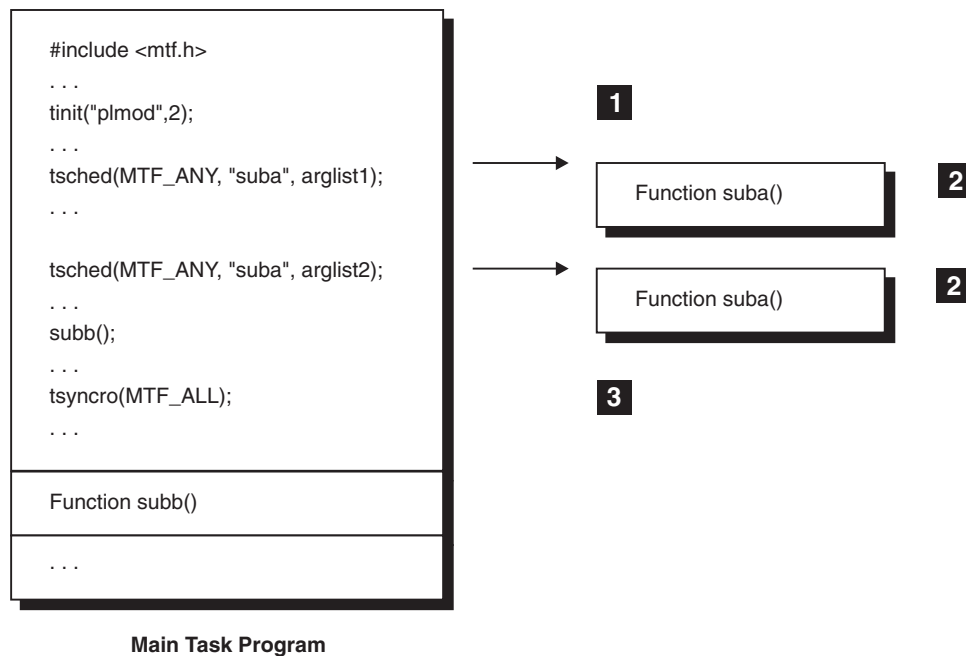 #include <mtf.h>
. . .
tinit("plmod",2);
. . .
tsched(MTF_ANY, "suba", arglist1);
. . .
tsched(MTF_ANY, "suba", arglist2);
. . .
subb();
. . .
tsyncro(MTF_ALL);
. . .
Function subb()
. . .
Main Task Program
1
Function suba()
2
Function suba()
2
3